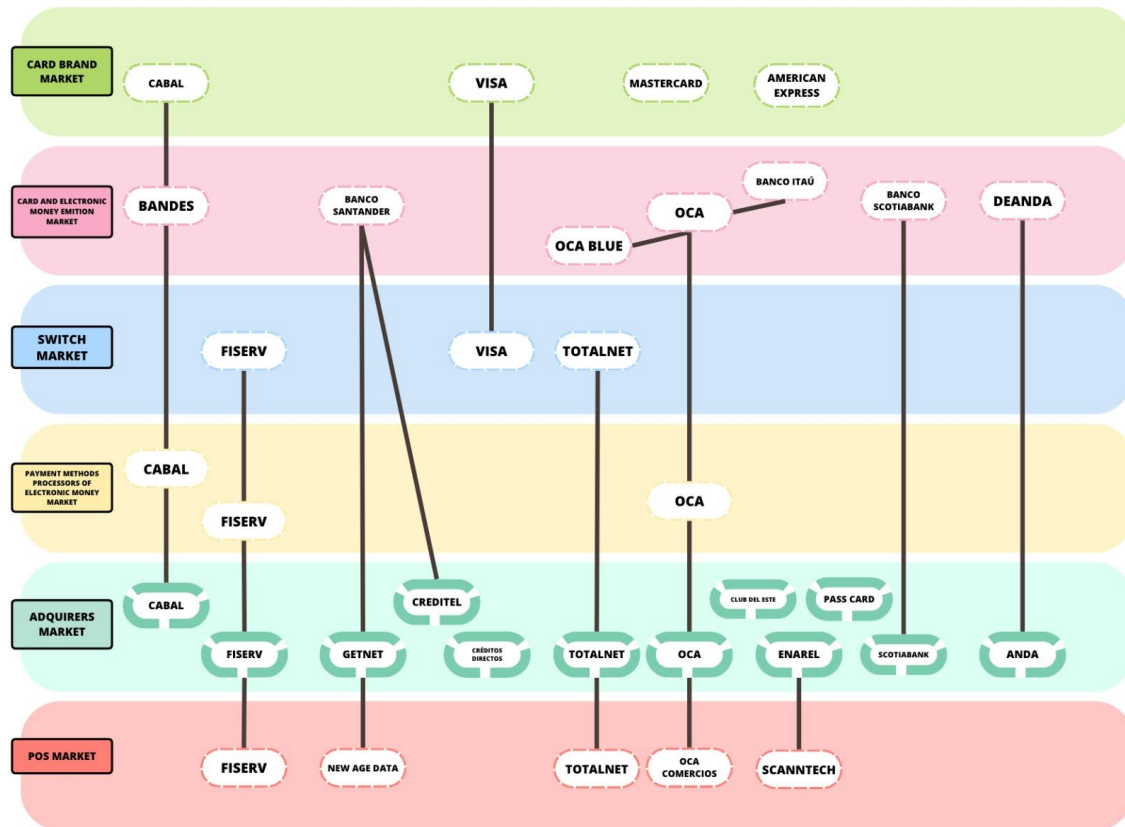 CARD BRAND
MARKET
CABAL
VISA
MASTERCARD
AMERICAN
EXPRESS
CARD AND ELECTRONIC
MONEY EMITION
MARKET
BANDES
BANCO
SANTANDER
OCA BLUE
OCA
BANCO ITAÚ
BANCO
SCOTIABANK
DEANDA
SWITCH
MARKET
FISERV
VISA
TOTALNET
PAYMENT METHODS
PROCESSORS OF
ELECTRONIC MONEY
MARKET
CABAL
FISERV
OCA
ADQUIRERS
MARKET
CABAL
FISERV
GETNET
CREDITEL
CRÉDITOS
DIRECTOS
TOTALNET
OCA
CLUB DEL ESTE
ENAREL
PASS CARD
SCOTIABANK
ANDA
POS MARKET
FISERV
NEW AGE DATA
TOTALNET
OCA
COMERCIOS
SCANNTECH